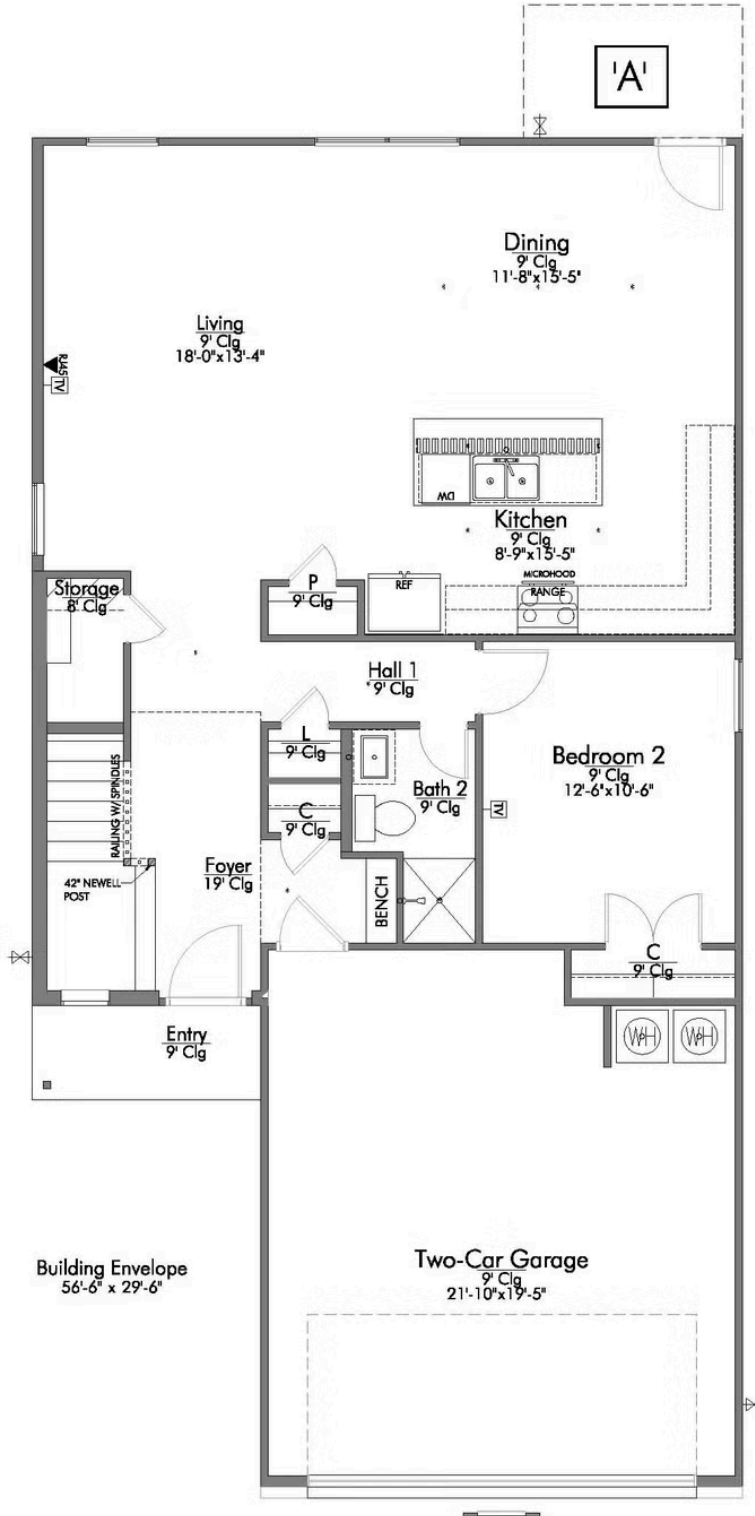 'A'
Dining
9' Clg
11'-8"x15'-5"
Living
9' Clg
18'-0"x13'-4"
RJ45
TV
DW
Kitchen
9' Clg
8'-9"x15'-5"
MICROHOOD
RANGE
REF
P
9' Clg
Storage
8' Clg
Hall 1
9' Clg
L
9' Clg
C
9' Clg
Bath 2
9' Clg
Bedroom 2
9' Clg
12'-6"x10'-6"
TV
RAILING W/ SPINDLES
42" NEWELL
POST
Foyer
19' Clg
BENCH
C
9' Clg
WH
WH
Entry
9' Clg
Building Envelope
56'-6" x 29'-6"
Two-Car Garage
9' Clg
21'-10"x19'-5"